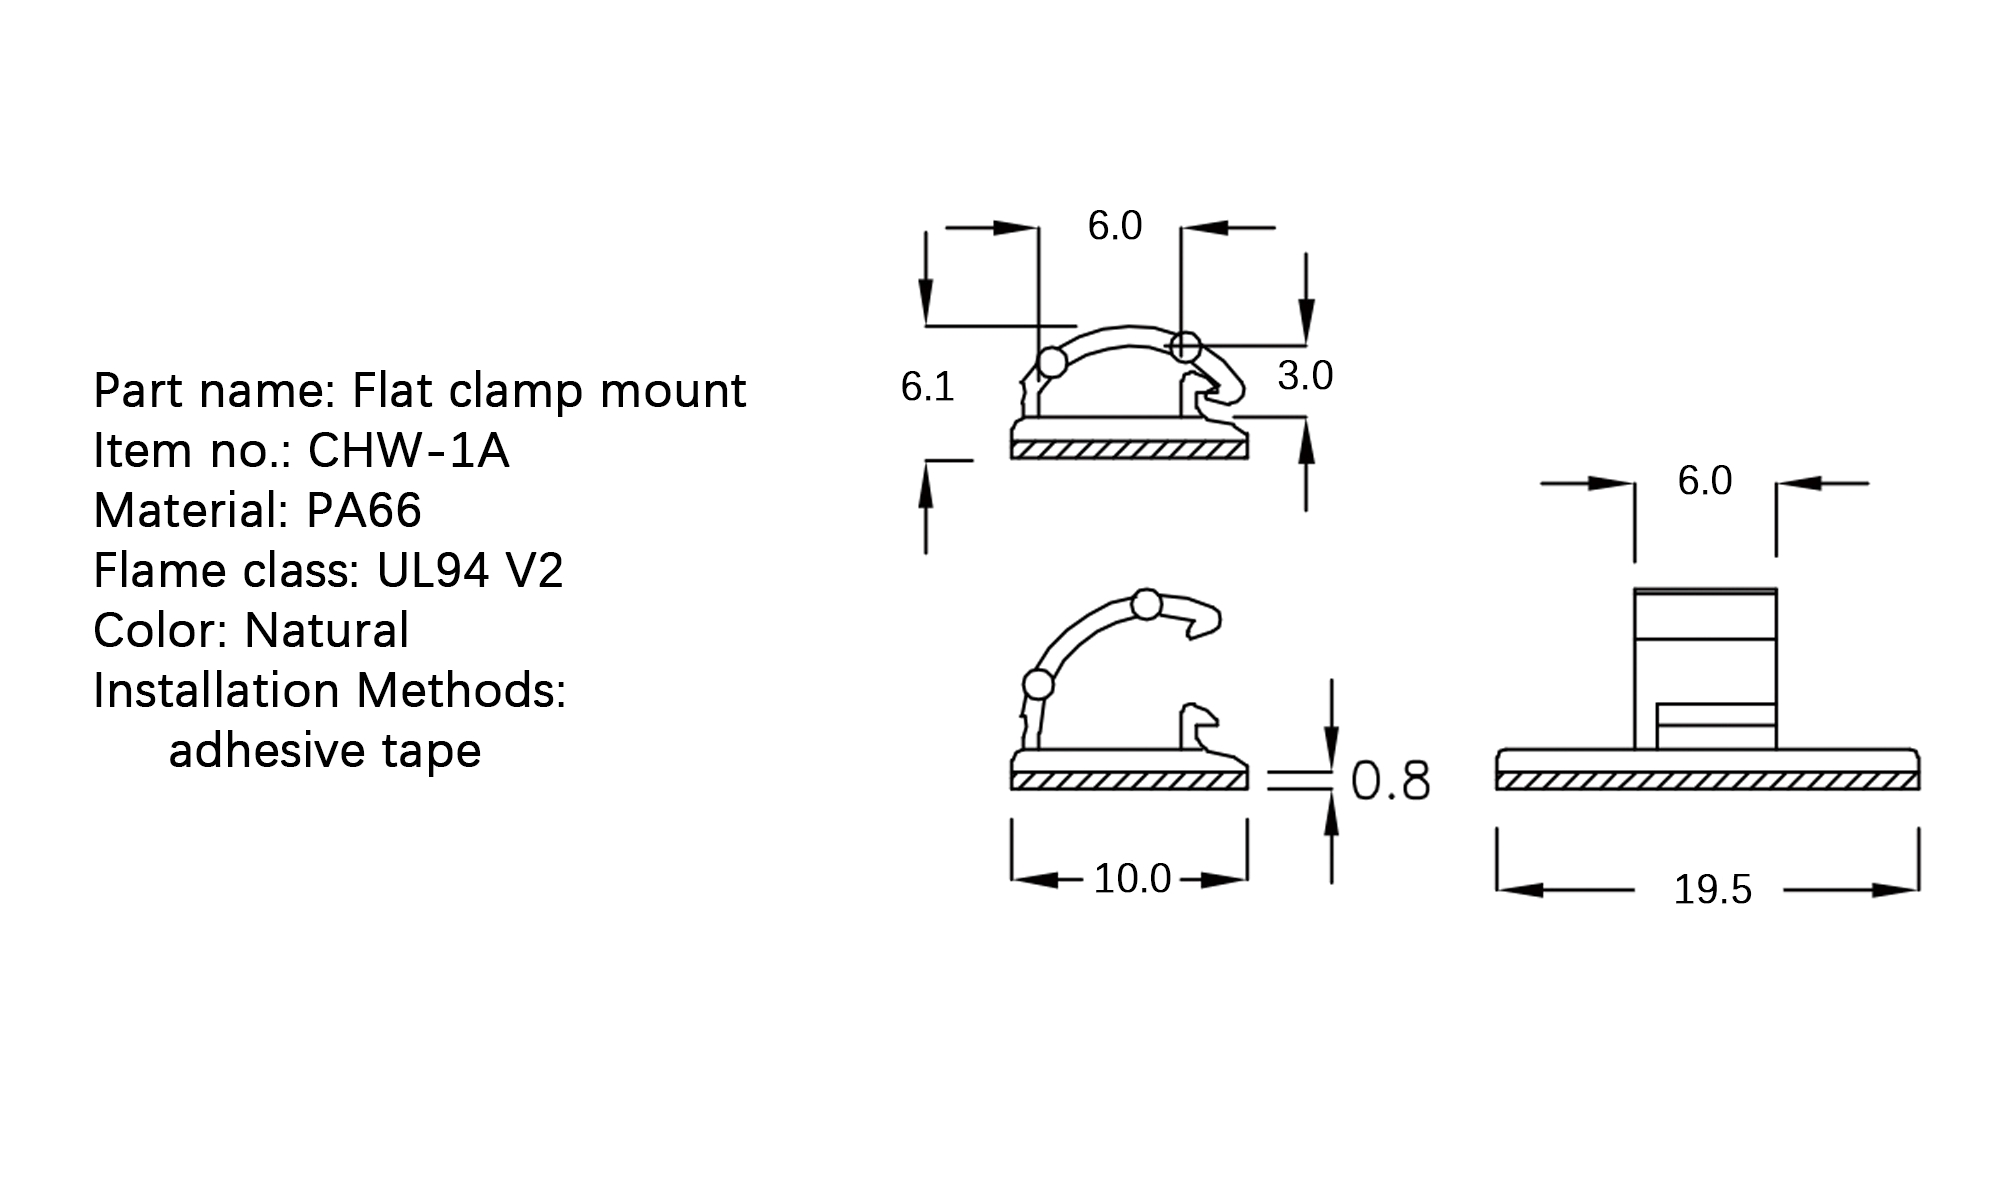 Part name: Flat clamp mount
Item no.: CHW-1A
Material: PA66
Flame class: UL94 V2
Color: Natural
Installation Methods:
adhesive tape
6.0
6.1
3.0
6.0
0.8
10.0
19.5